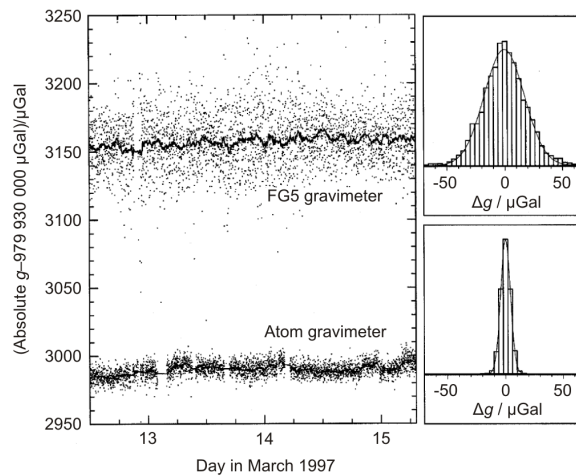 (Absolute g–979 930 000 μGal)/μGal
3250
3200
3150
3100
3050
3000
2950
FG5 gravimeter
Atom gravimeter
13 14 15
Day in March 1997
-50 0 50
Δg / μGal
-50 0 50
Δg / μGal